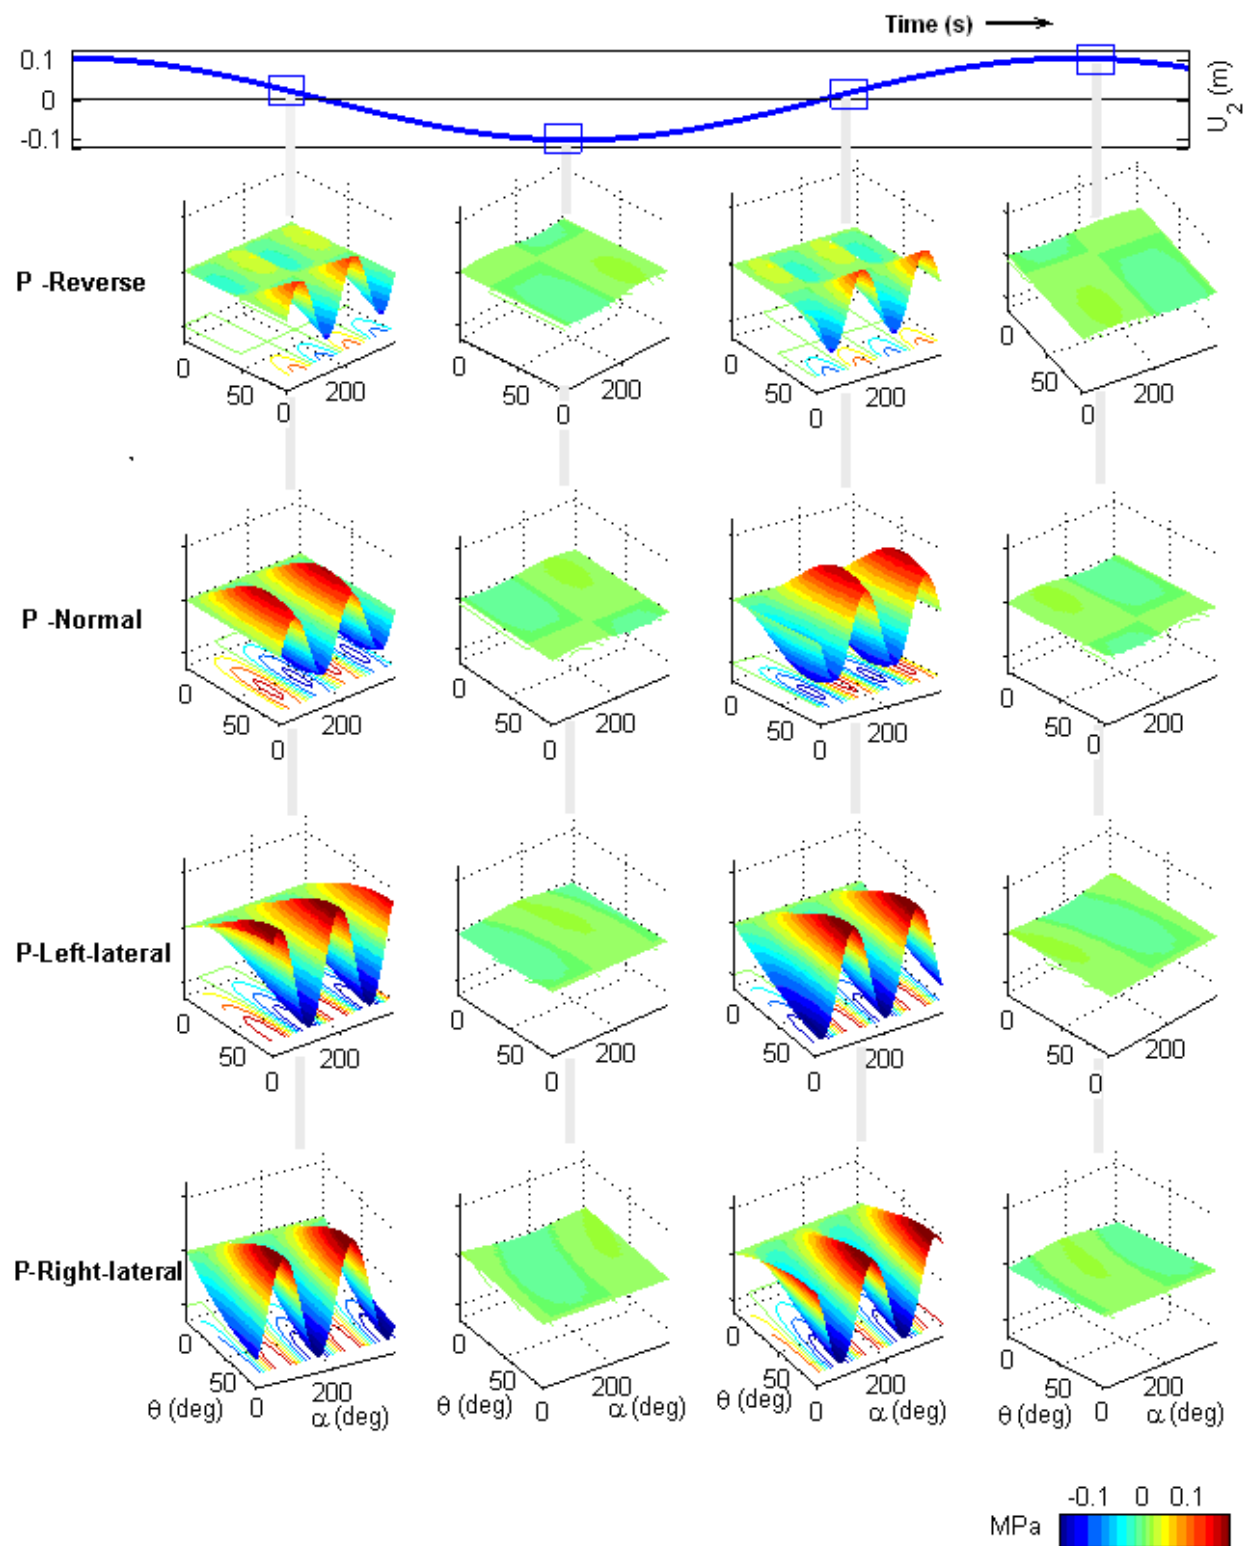 Time (s)
0.1
0
-0.1
U2 (m)
P -Reverse
0 50 0 200
0 50 0 200
0 50 0 200
0 50 0 200
P -Normal
0 50 0 200
0 50 0 200
0 50 0 200
0 50 0 200
P-Left-lateral
0 50 0 200
0 50 0 200
0 50 0 200
0 50 0 200
P-Right-lateral
0 50 0 200
0 50 0 200
0 50 0 200
0 50 0 200
θ (deg) α (deg)
θ (deg) α (deg)
θ (deg) α (deg)
θ (deg) α (deg)
-0.1 0 0.1
MPa